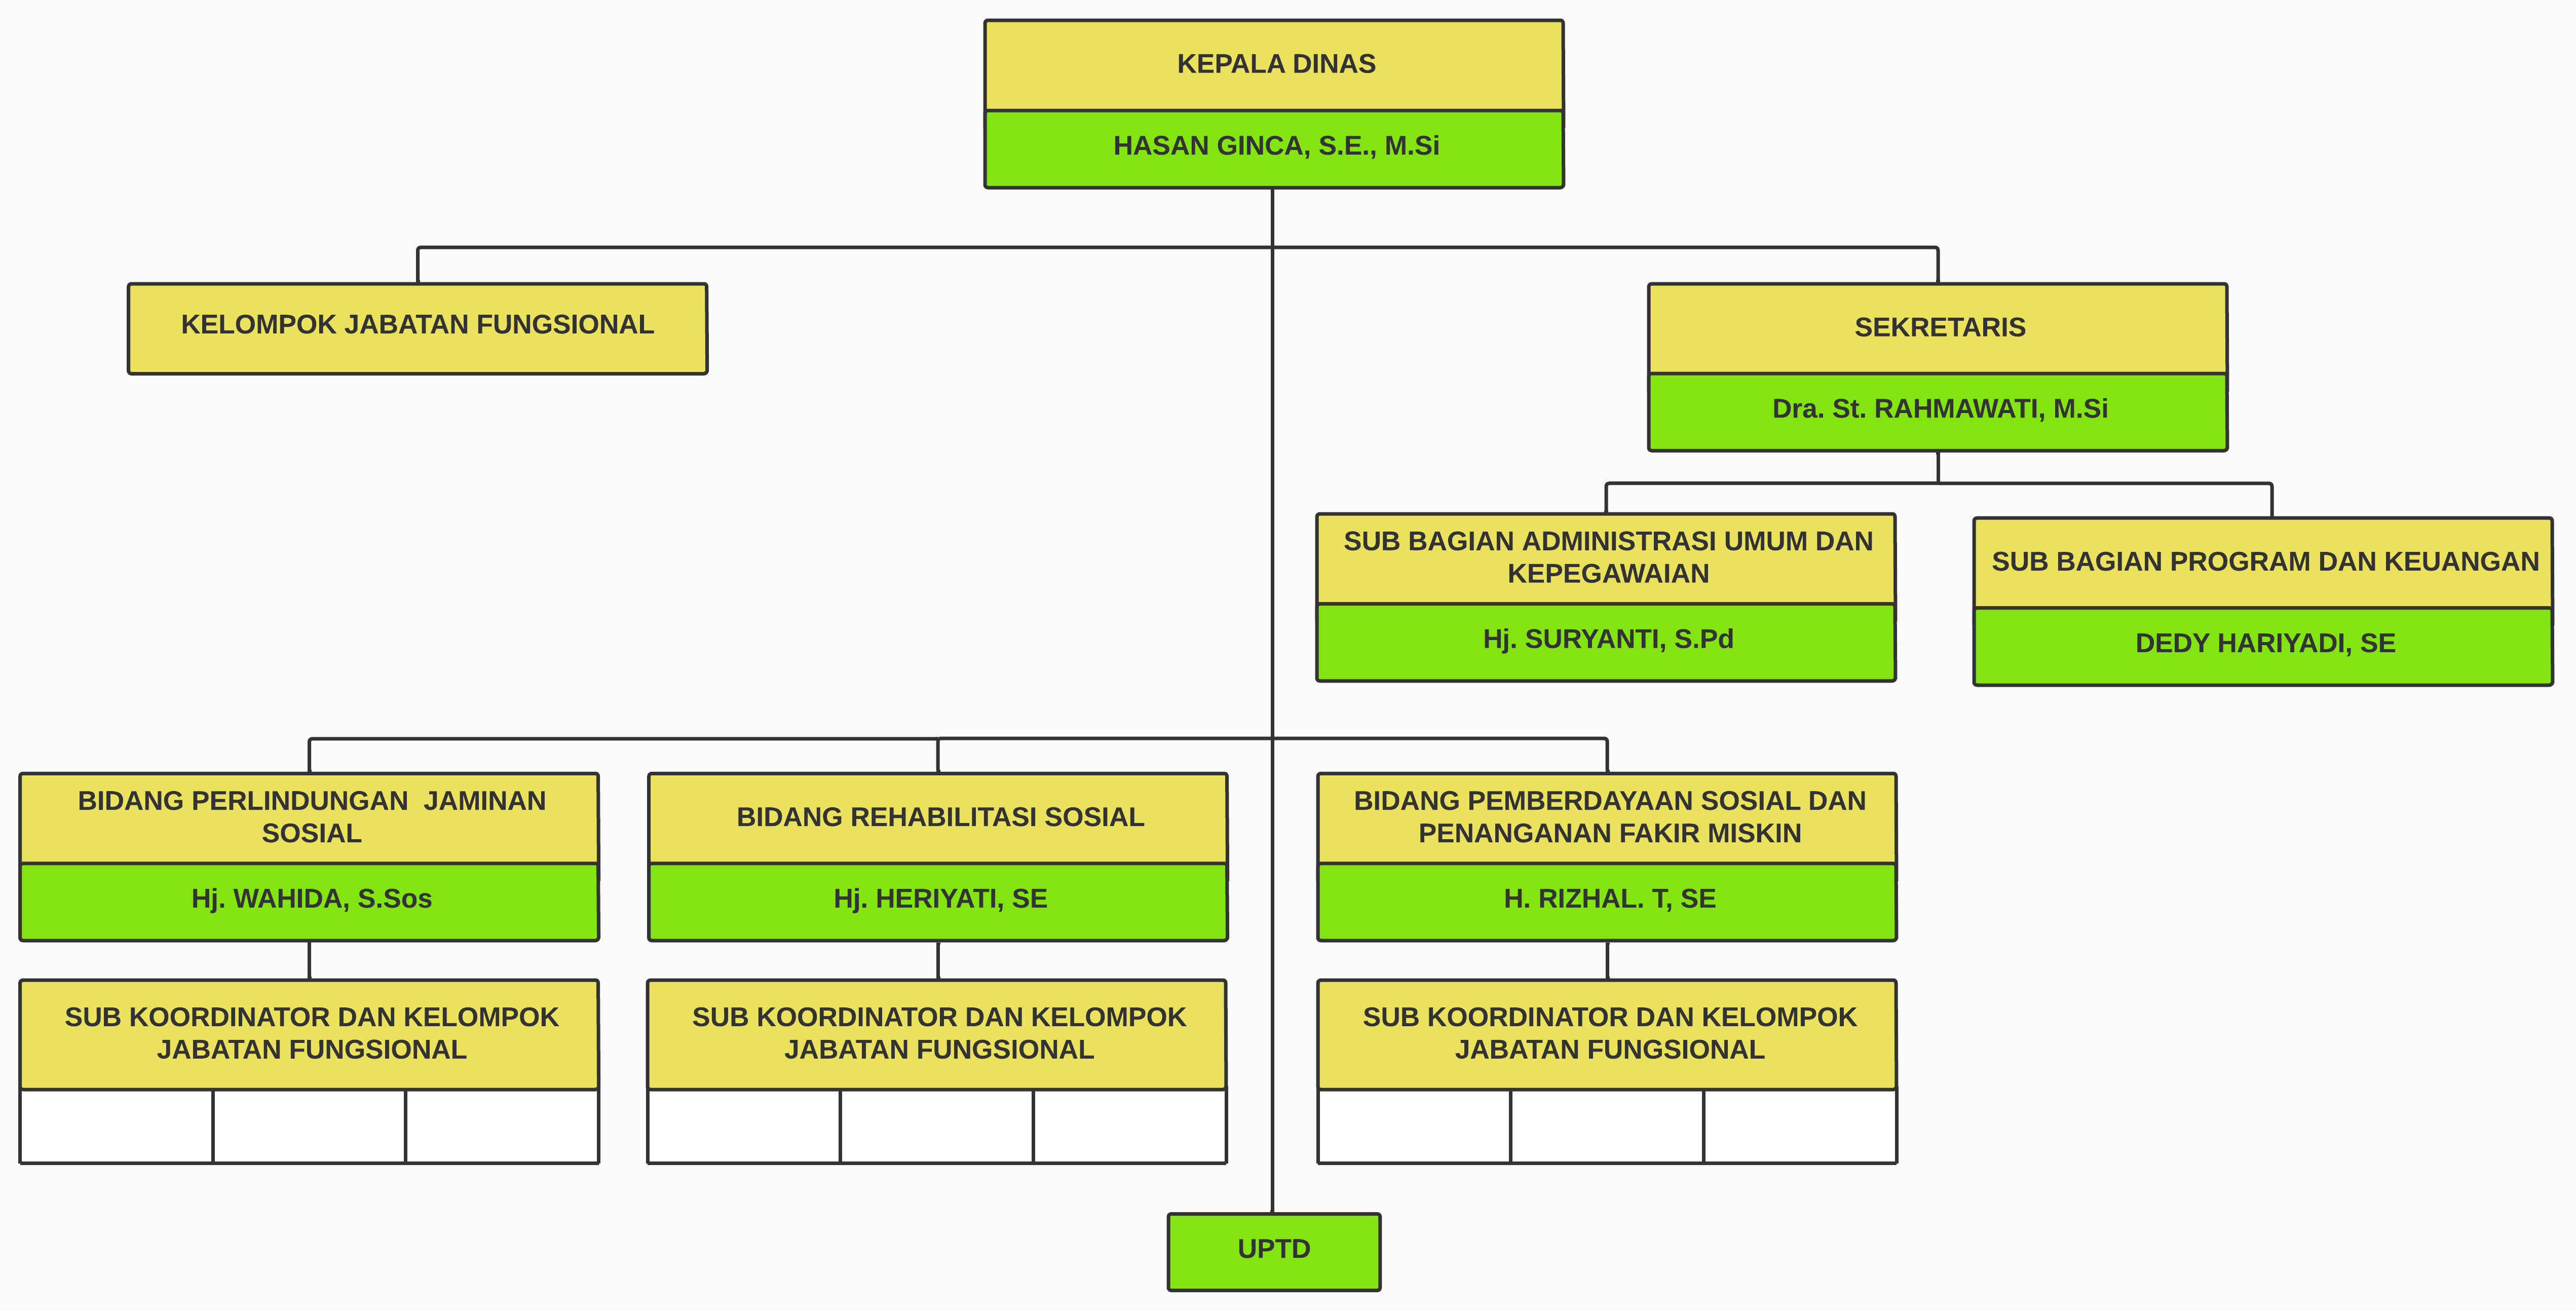 KEPALA DINAS
HASAN GINCA, S.E., M.Si
KELOMPOK JABATAN FUNGSIONAL
SEKRETARIS
Dra. St. RAHMAWATI, M.Si
SUB BAGIAN ADMINISTRASI UMUM DAN
KEPEGAWAIAN
Hj. SURYANTI, S.Pd
SUB BAGIAN PROGRAM DAN KEUANGAN
DEDY HARIYADI, SE
BIDANG PERLINDUNGAN  JAMINAN
SOSIAL
Hj. WAHIDA, S.Sos
BIDANG REHABILITASI SOSIAL
Hj. HERIYATI, SE
BIDANG PEMBERDAYAAN SOSIAL DAN
PENANGANAN FAKIR MISKIN
H. RIZHAL. T, SE
SUB KOORDINATOR DAN KELOMPOK
JABATAN FUNGSIONAL
SUB KOORDINATOR DAN KELOMPOK
JABATAN FUNGSIONAL
SUB KOORDINATOR DAN KELOMPOK
JABATAN FUNGSIONAL
UPTD